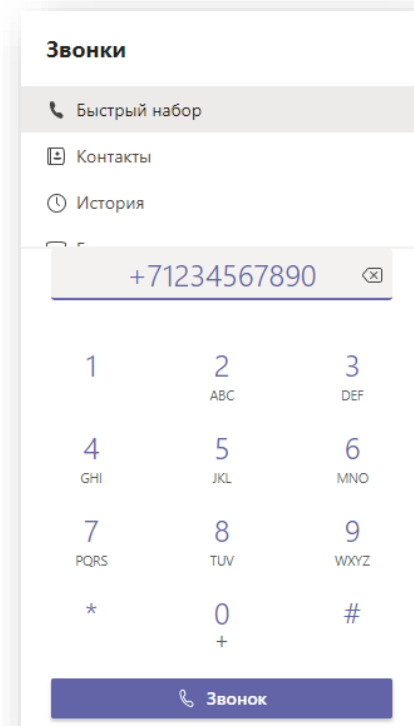 Звонки
Быстрый набор
Контакты
История
+71234567890
1 2 3
ABC DEF
4 5 6
GHI JKL MNO
7 8 9
PQRS TUV WXYZ
* 0 #
+
Звонок